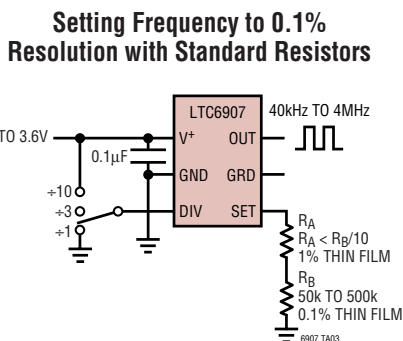 Setting Frequency to 0.1%
Resolution with Standard Resistors
LTC6907
40kHz TO 4MHz
TO 3.6V
V+
OUT
0.1µF
GND
GRD
÷10
÷3
÷1
DIV
SET
RA
RA < RB/10
1% THIN FILM
RB
50k TO 500k
0.1% THIN FILM
6907 TA03